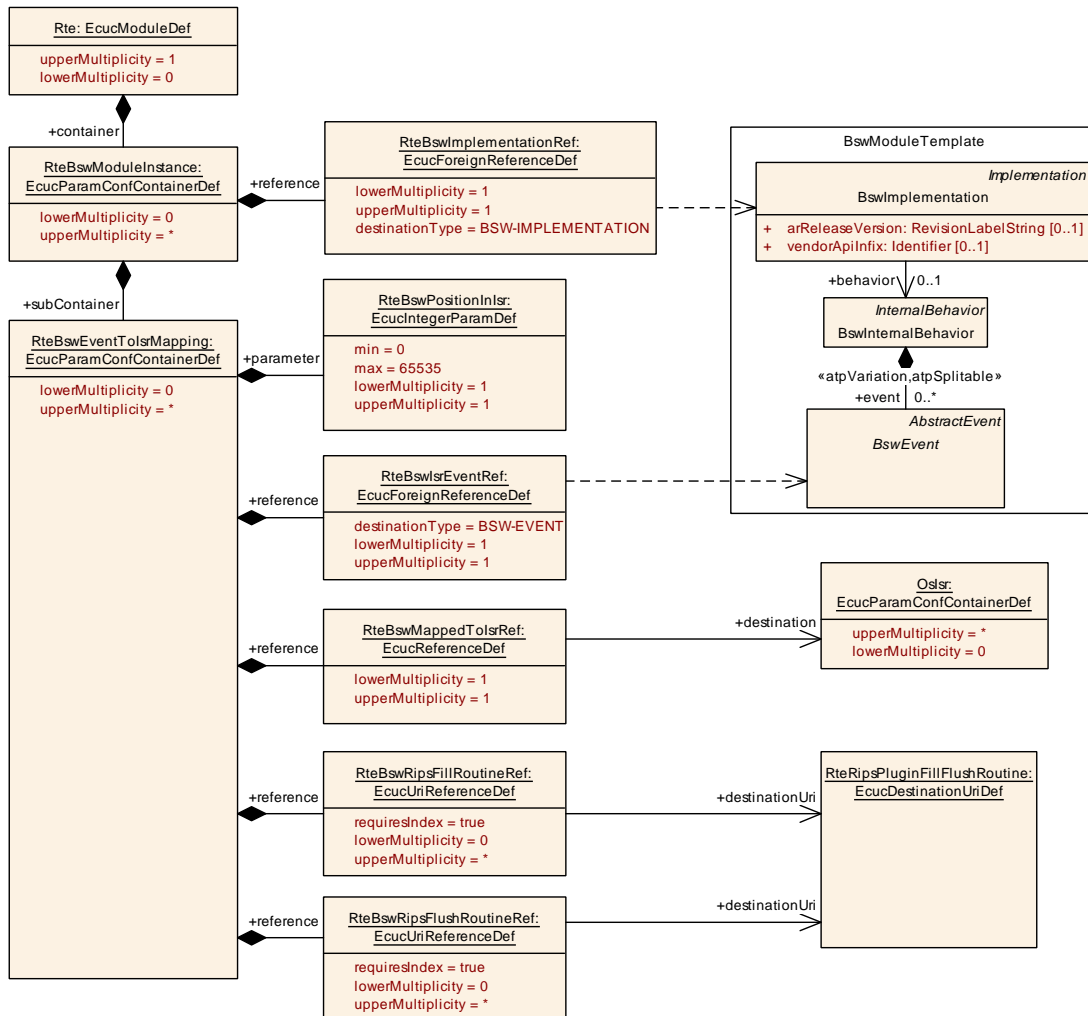 Rte: EcucModuleDef
upperMultiplicity = 1
lowerMultiplicity = 0
+container
RteBswModuleInstance:
EcucParamConfContainerDef
lowerMultiplicity = 0
upperMultiplicity = *
+reference
RteBswImplementationRef:
EcucForeignReferenceDef
lowerMultiplicity = 1
upperMultiplicity = 1
destinationType = BSW-IMPLEMENTATION
BswModuleTemplate
Implementation
BswImplementation
+ arReleaseVersion: RevisionLabelString [0..1]
+ vendorApiInfix: Identifier [0..1]
+behavior 0..1
InternalBehavior
BswInternalBehavior
«atpVariation,atpSplitable»
+event 0..*
AbstractEvent
BswEvent
+subContainer
RteBswEventToIsrMapping:
EcucParamConfContainerDef
lowerMultiplicity = 0
upperMultiplicity = *
+parameter
RteBswPositionInIsr:
EcucIntegerParamDef
min = 0
max = 65535
lowerMultiplicity = 1
upperMultiplicity = 1
+reference
RteBswIsrEventRef:
EcucForeignReferenceDef
destinationType = BSW-EVENT
lowerMultiplicity = 1
upperMultiplicity = 1
+reference
RteBswMappedToIsrRef:
EcucReferenceDef
lowerMultiplicity = 1
upperMultiplicity = 1
+destination
OsIsr:
EcucParamConfContainerDef
upperMultiplicity = *
lowerMultiplicity = 0
+reference
RteBswRipsFillRoutineRef:
EcucUriReferenceDef
requiresIndex = true
lowerMultiplicity = 0
upperMultiplicity = *
+destinationUri
RteRipsPluginFillFlushRoutine:
EcucDestinationUriDef
+reference
RteBswRipsFlushRoutineRef:
EcucUriReferenceDef
requiresIndex = true
lowerMultiplicity = 0
upperMultiplicity = *
+destinationUri